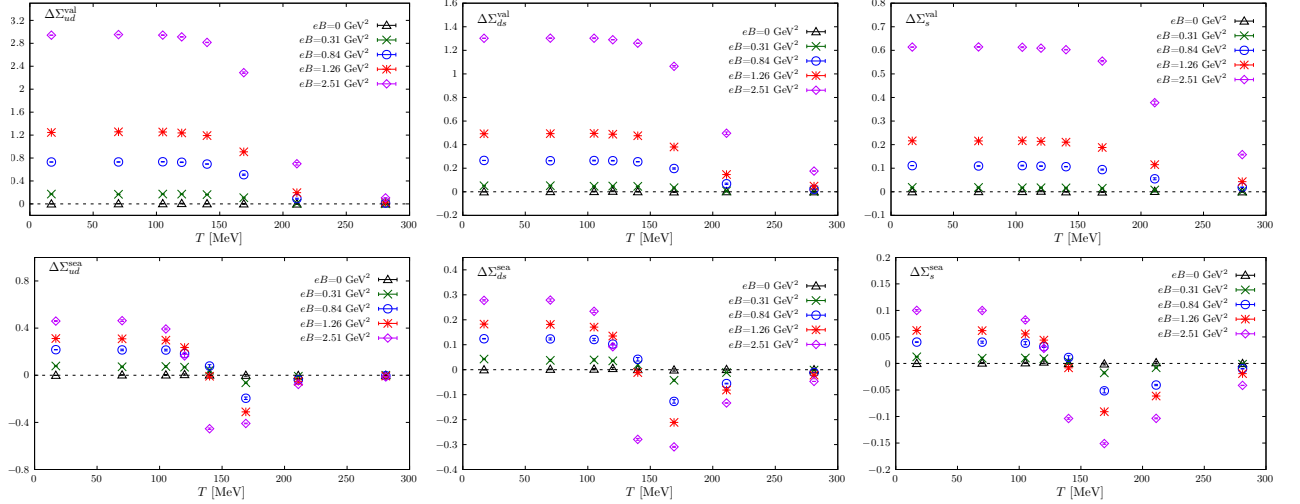 ΔΣ_{ud}^{val}
eB=0 GeV²
eB=0.31 GeV²
eB=0.84 GeV²
eB=1.26 GeV²
eB=2.51 GeV²
3.2
2.8
2.4
2
1.6
1.2
0.8
0.4
0
0 50 100 150 200 250 300
T [MeV]
ΔΣ_{ds}^{val}
eB=0 GeV²
eB=0.31 GeV²
eB=0.84 GeV²
eB=1.26 GeV²
eB=2.51 GeV²
1.6
1.4
1.2
1
0.8
0.6
0.4
0.2
0
−0.2
0 50 100 150 200 250 300
T [MeV]
ΔΣ_{s}^{val}
eB=0 GeV²
eB=0.31 GeV²
eB=0.84 GeV²
eB=1.26 GeV²
eB=2.51 GeV²
0.8
0.7
0.6
0.5
0.4
0.3
0.2
0.1
0
−0.1
0 50 100 150 200 250 300
T [MeV]
ΔΣ_{ud}^{sea}
eB=0 GeV²
eB=0.31 GeV²
eB=0.84 GeV²
eB=1.26 GeV²
eB=2.51 GeV²
0.8
0.4
0
−0.4
−0.8
0 50 100 150 200 250 300
T [MeV]
ΔΣ_{ds}^{sea}
eB=0 GeV²
eB=0.31 GeV²
eB=0.84 GeV²
eB=1.26 GeV²
eB=2.51 GeV²
0.4
0.3
0.2
0.1
0
−0.1
−0.2
−0.3
−0.4
0 50 100 150 200 250 300
T [MeV]
ΔΣ_{s}^{sea}
eB=0 GeV²
eB=0.31 GeV²
eB=0.84 GeV²
eB=1.26 GeV²
eB=2.51 GeV²
0.2
0.15
0.1
0.05
0
−0.05
−0.1
−0.15
−0.2
0 50 100 150 200 250 300
T [MeV]